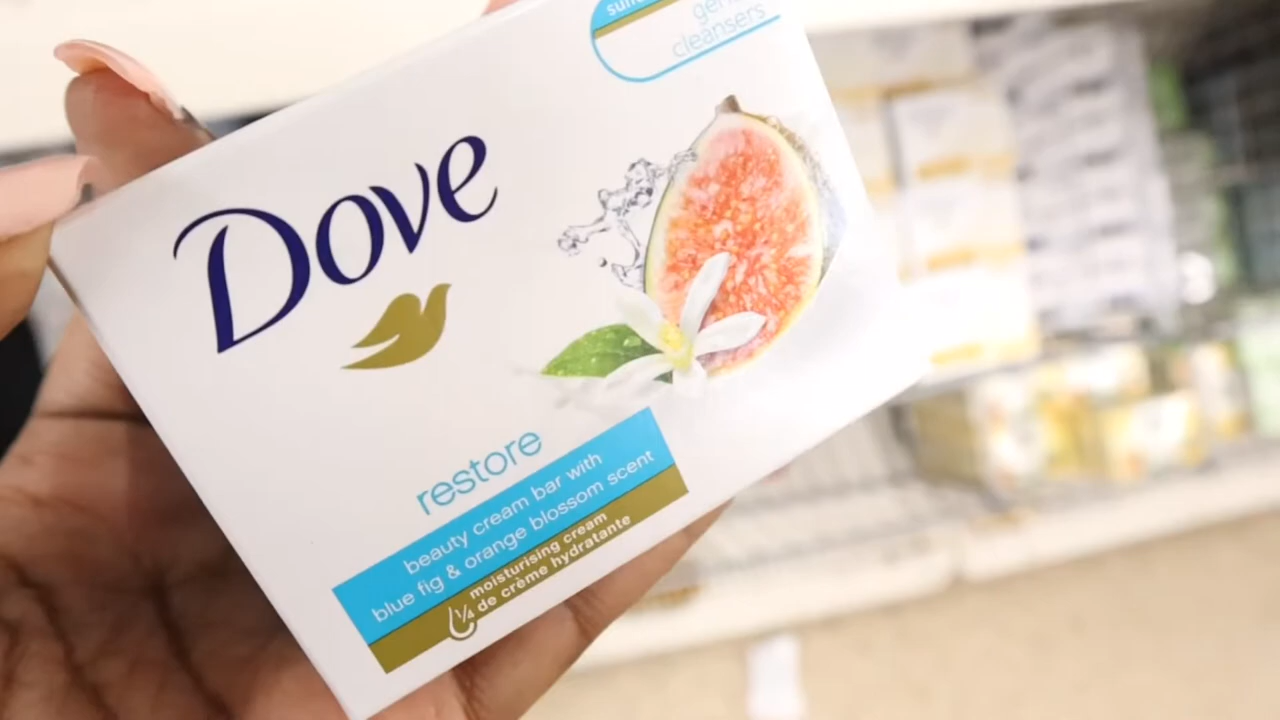 cleansers
Dove
restore
beauty cream bar with
blue fig & orange blossom scent
moisturising cream
¼ de crème hydratante